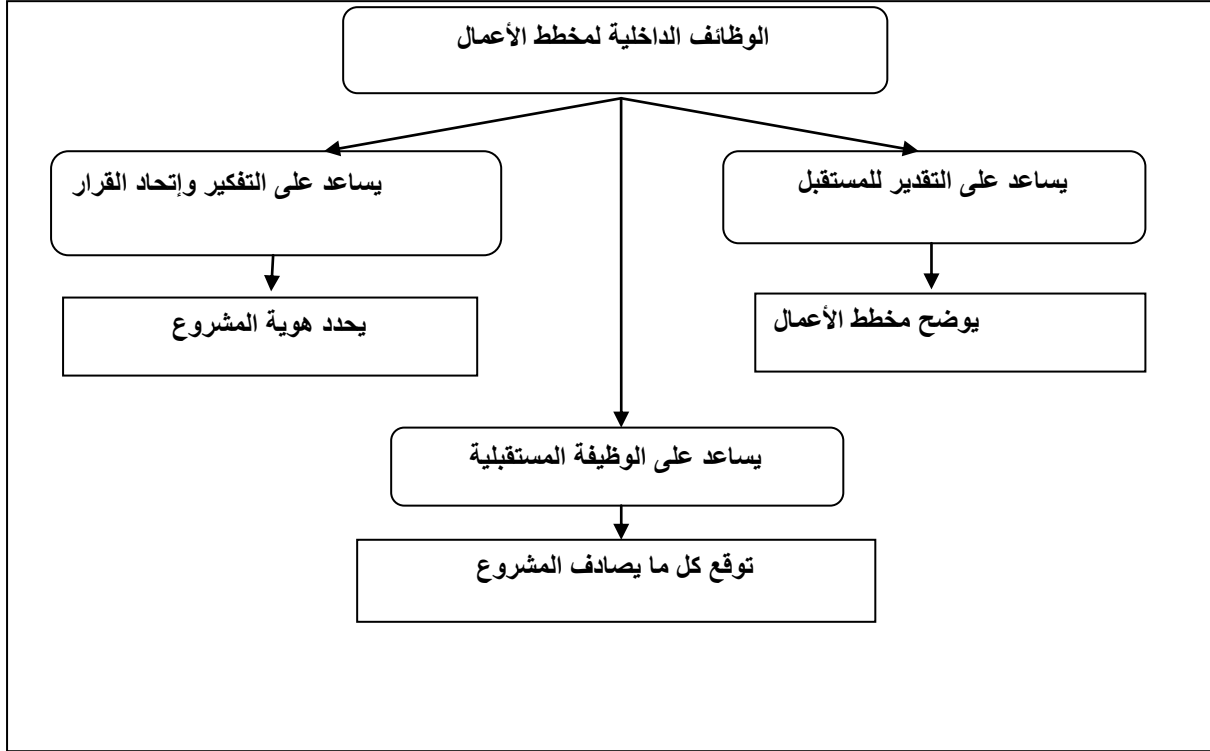 الوظائف الداخلية لمخطط الأعمال
يساعد على التقدير للمستقبل
يساعد على التفكير وإتحاد القرار
يوضح مخطط الأعمال
يحدد هوية المشروع
يساعد على الوظيفة المستقبلية
توقع كل ما يصادف المشروع